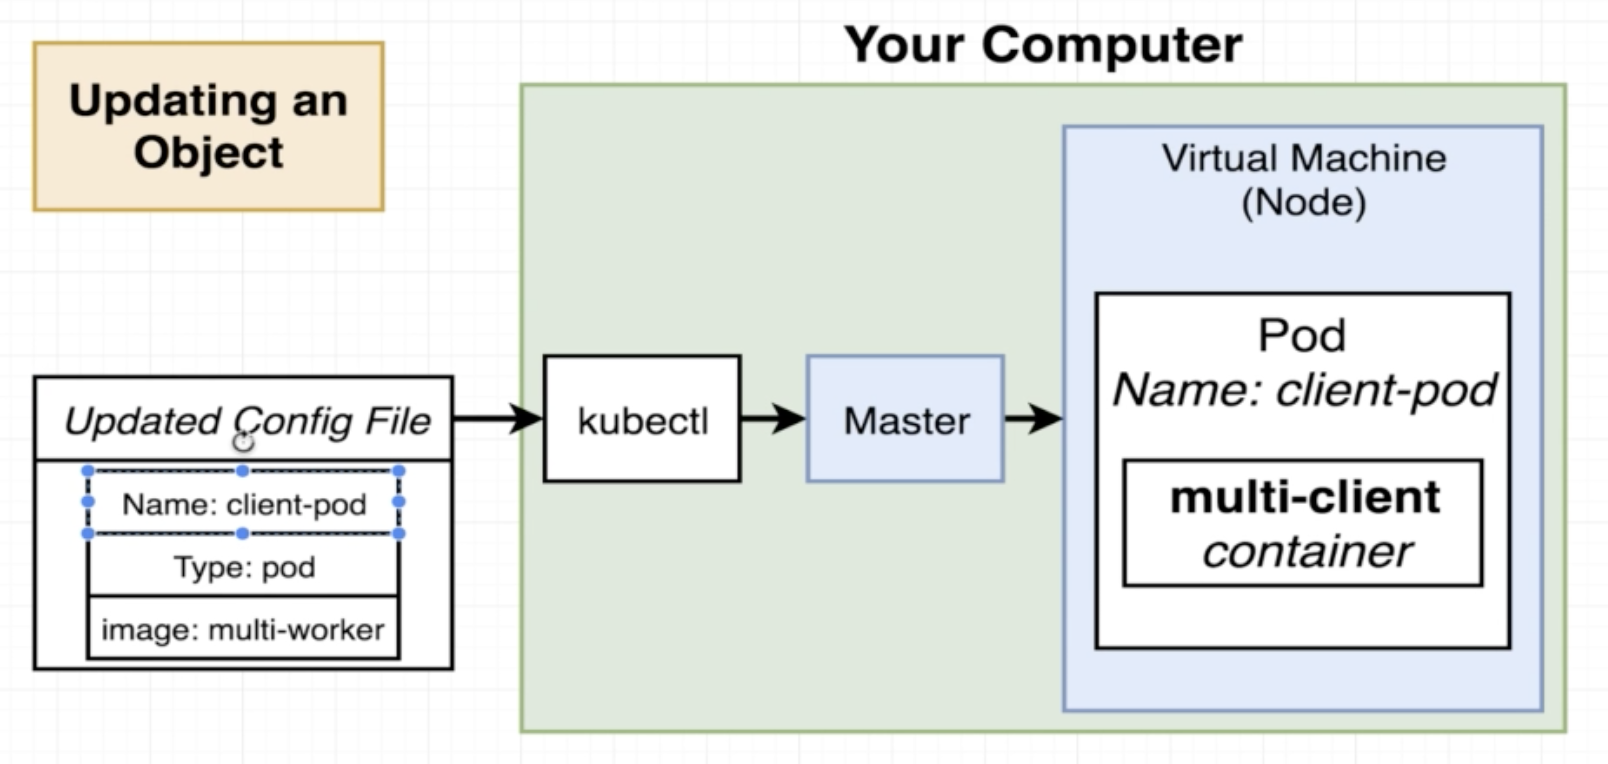 Updating an
Object
Your Computer
Virtual Machine
(Node)
Pod
Name: client-pod
multi-client
container
kubectl
Master
Updated Config File
Name: client-pod
Type: pod
image: multi-worker